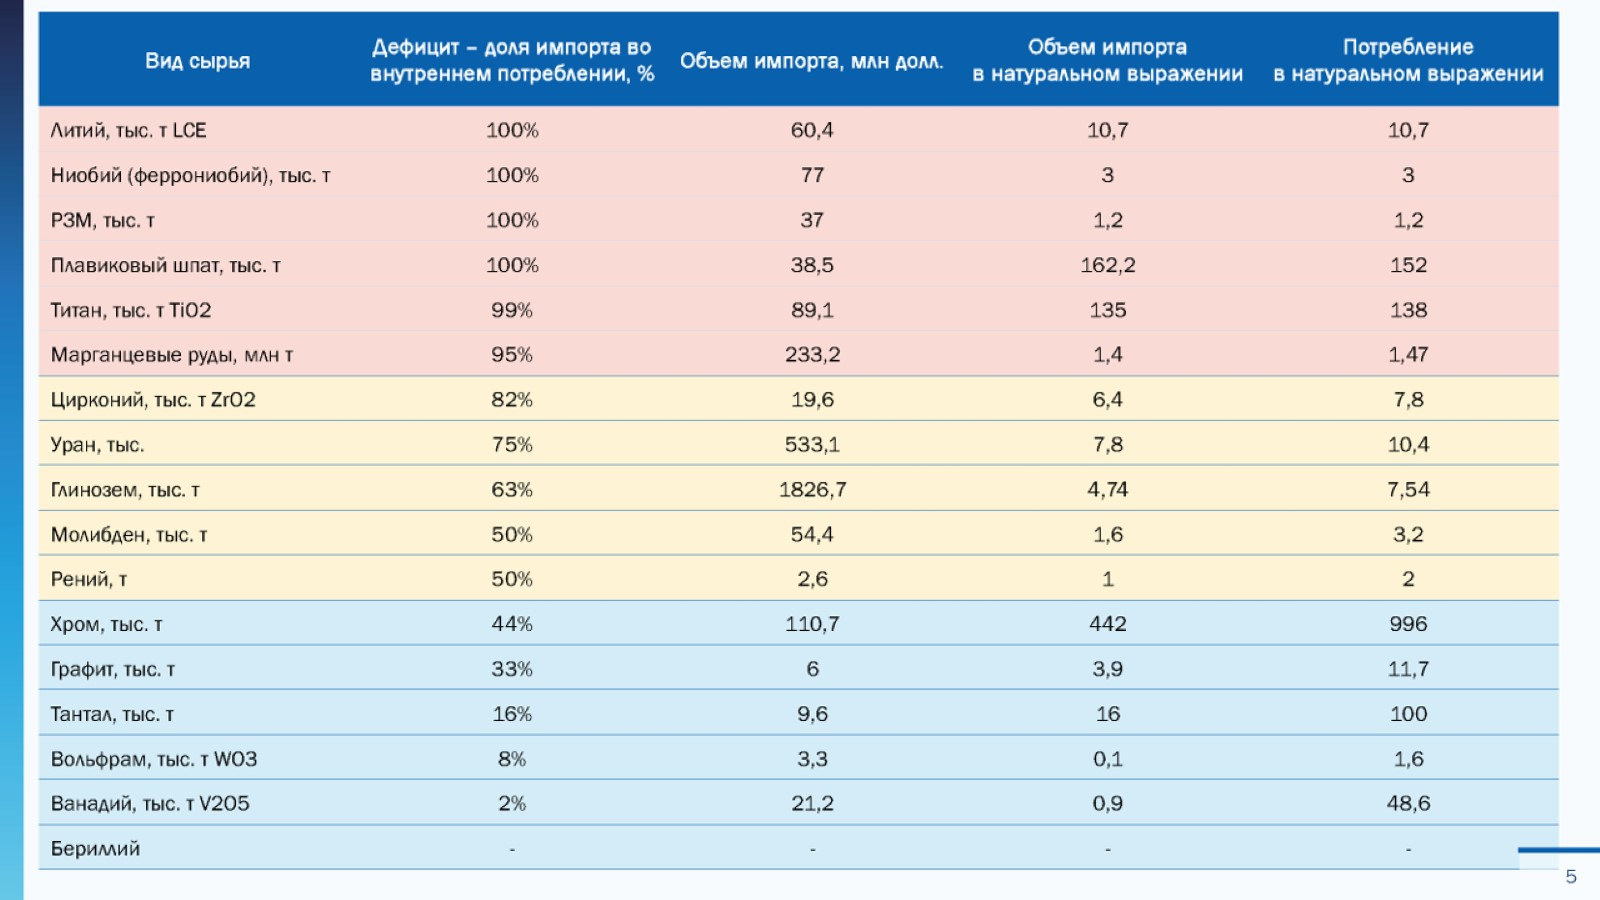 Вид сырья
Дефицит – доля импорта во
внутреннем потреблении, %
Объем импорта, млн долл.
Объем импорта
в натуральном выражении
Потребление
в натуральном выражении
Литий, тыс. т LCE 100% 60,4 10,7 10,7
Ниобий (феррониобий), тыс. т 100% 77 3 3
РЗМ, тыс. т 100% 37 1,2 1,2
Плавиковый шпат, тыс. т 100% 38,5 162,2 152
Титан, тыс. т TiO2 99% 89,1 135 138
Марганцевые руды, млн т 95% 233,2 1,4 1,47
Цирконий, тыс. т ZrO2 82% 19,6 6,4 7,8
Уран, тыс. 75% 533,1 7,8 10,4
Глинозем, тыс. т 63% 1826,7 4,74 7,54
Молибден, тыс. т 50% 54,4 1,6 3,2
Рений, т 50% 2,6 1 2
Хром, тыс. т 44% 110,7 442 996
Графит, тыс. т 33% 6 3,9 11,7
Тантал, тыс. т 16% 9,6 16 100
Вольфрам, тыс. т WO3 8% 3,3 0,1 1,6
Ванадий, тыс. т V2O5 2% 21,2 0,9 48,6
Бериллий - - - -
5